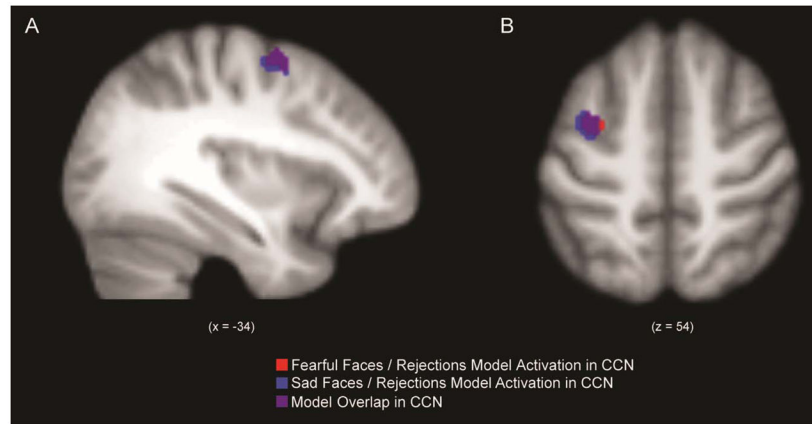 A
B
(x = -34)
(z = 54)
Fearful Faces / Rejections Model Activation in CCN
Sad Faces / Rejections Model Activation in CCN
Model Overlap in CCN